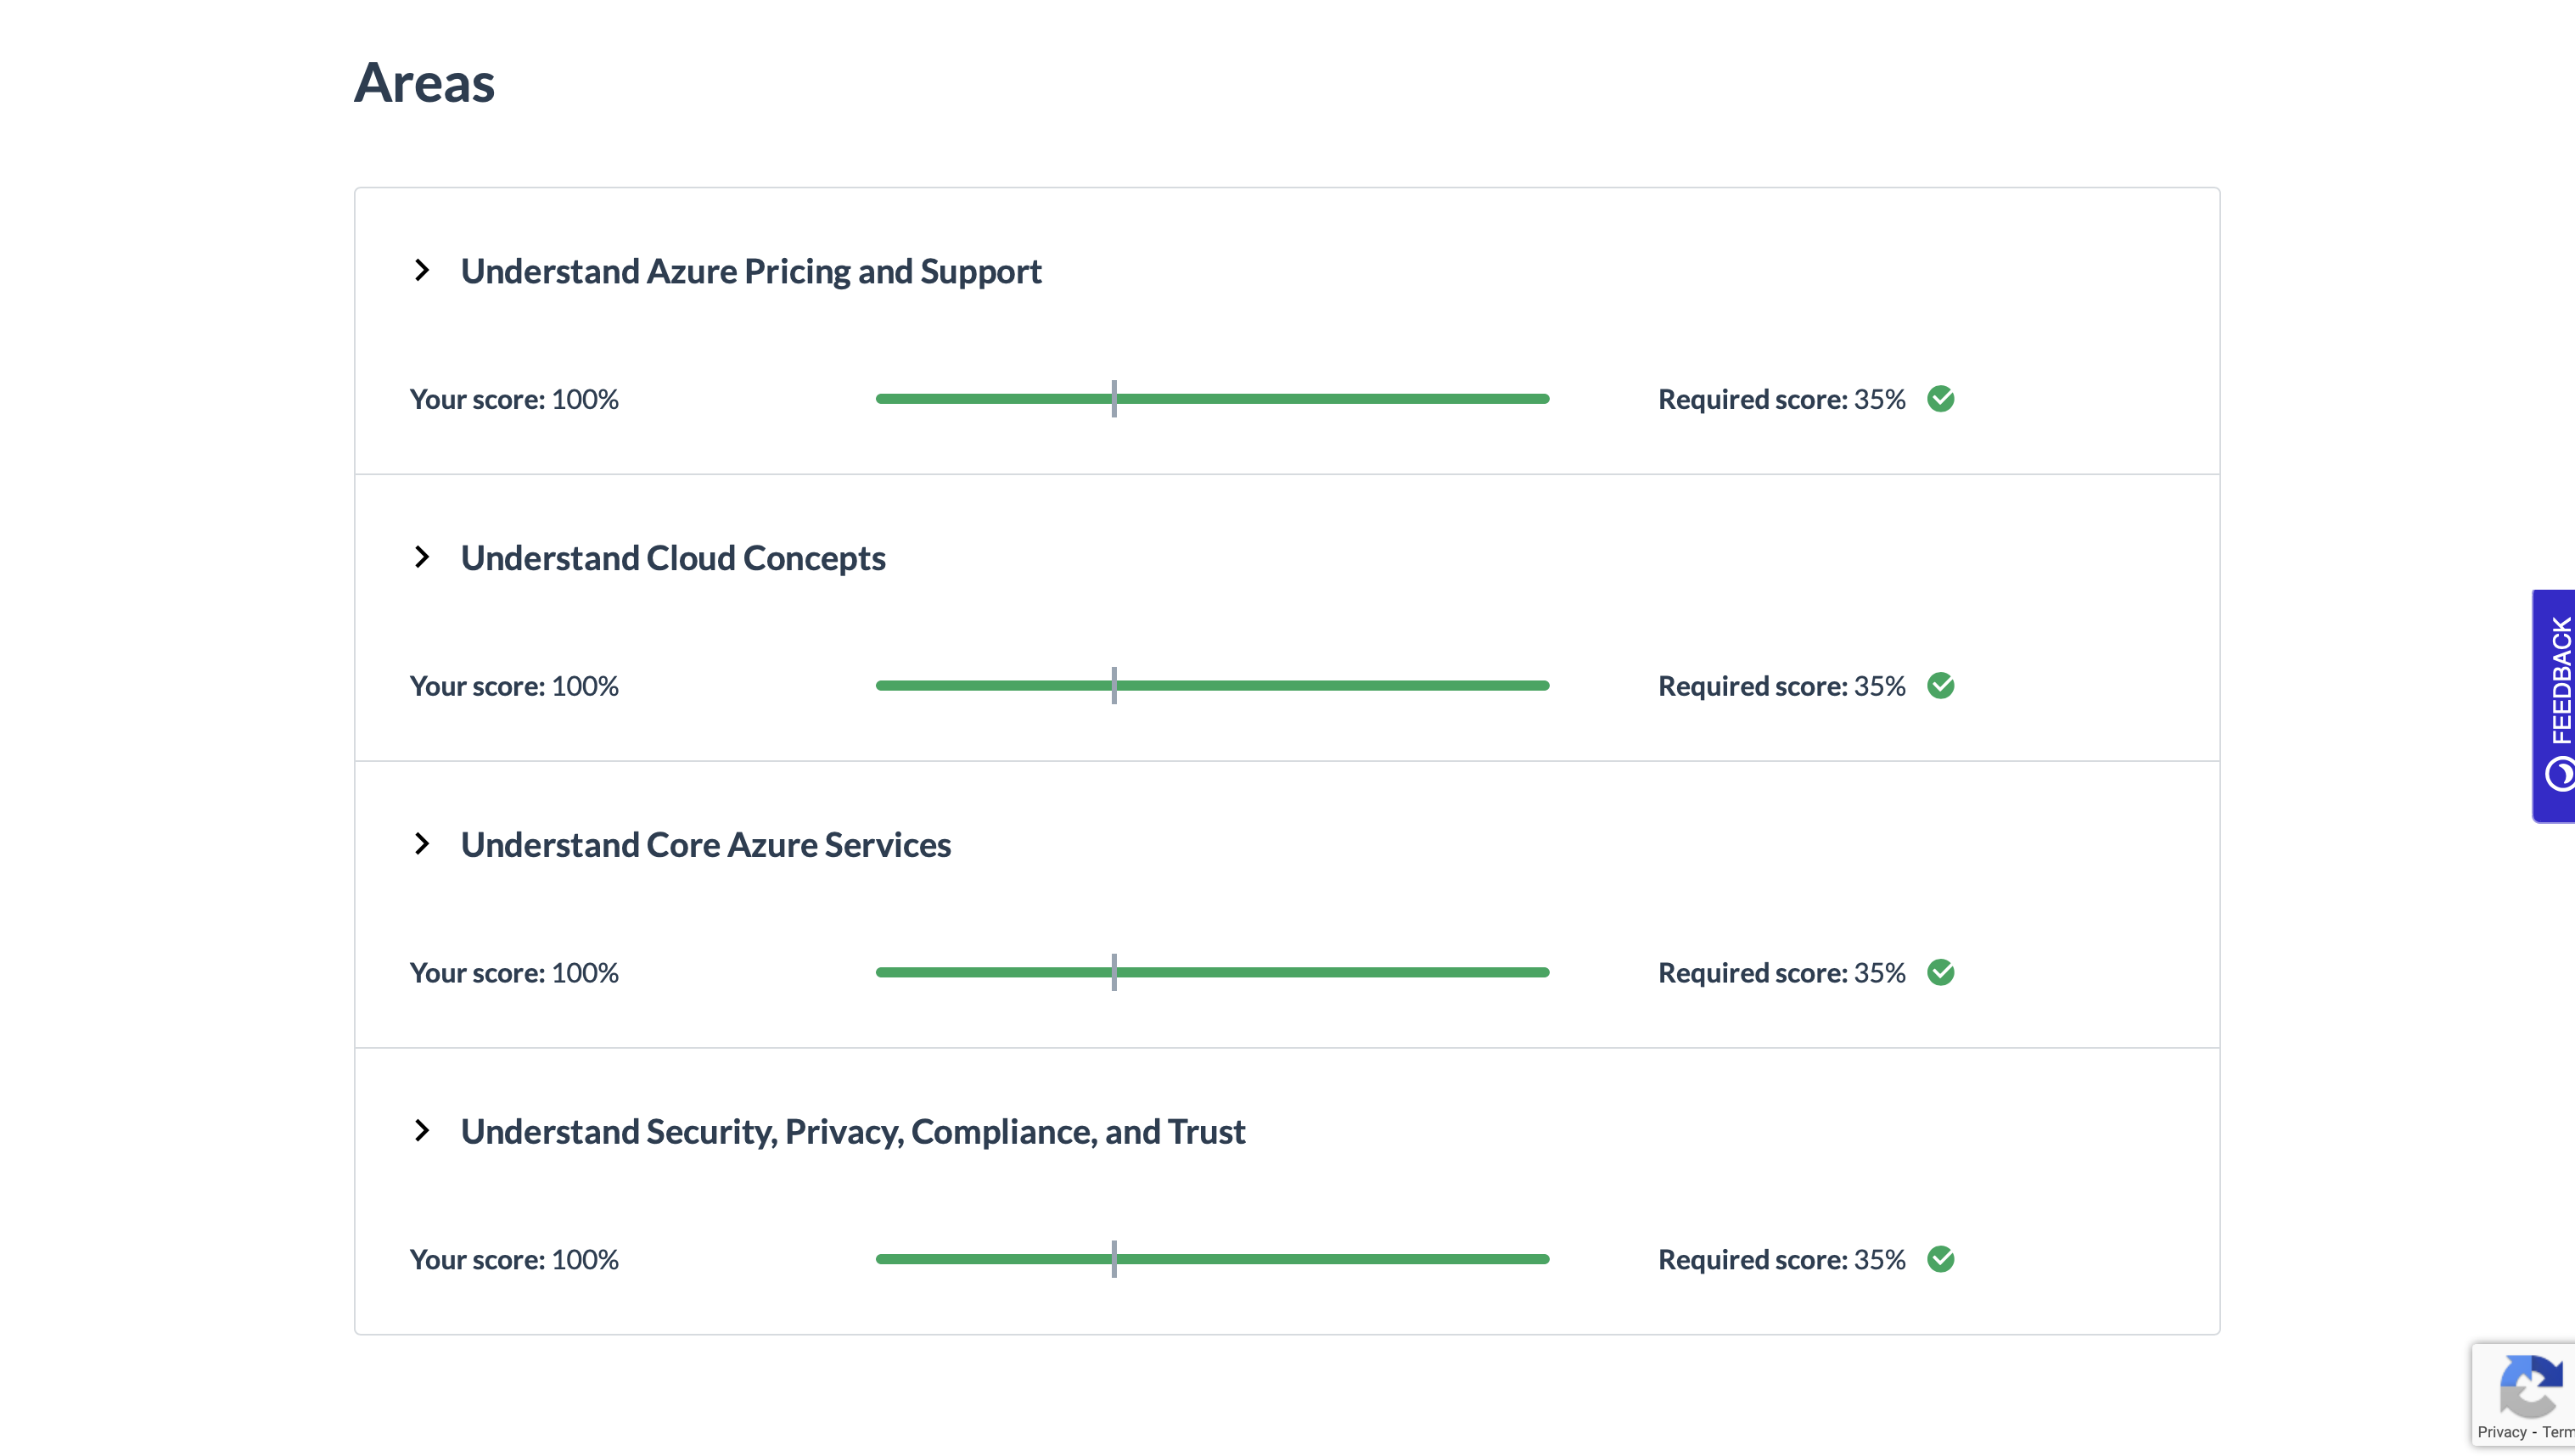 Areas
Understand Azure Pricing and Support
Your score: 100%
Required score: 35%
Understand Cloud Concepts
Your score: 100%
Required score: 35%
FEEDBACK
Understand Core Azure Services
Your score: 100%
Required score: 35%
Understand Security, Privacy, Compliance, and Trust
Your score: 100%
Required score: 35%
Privacy - Term